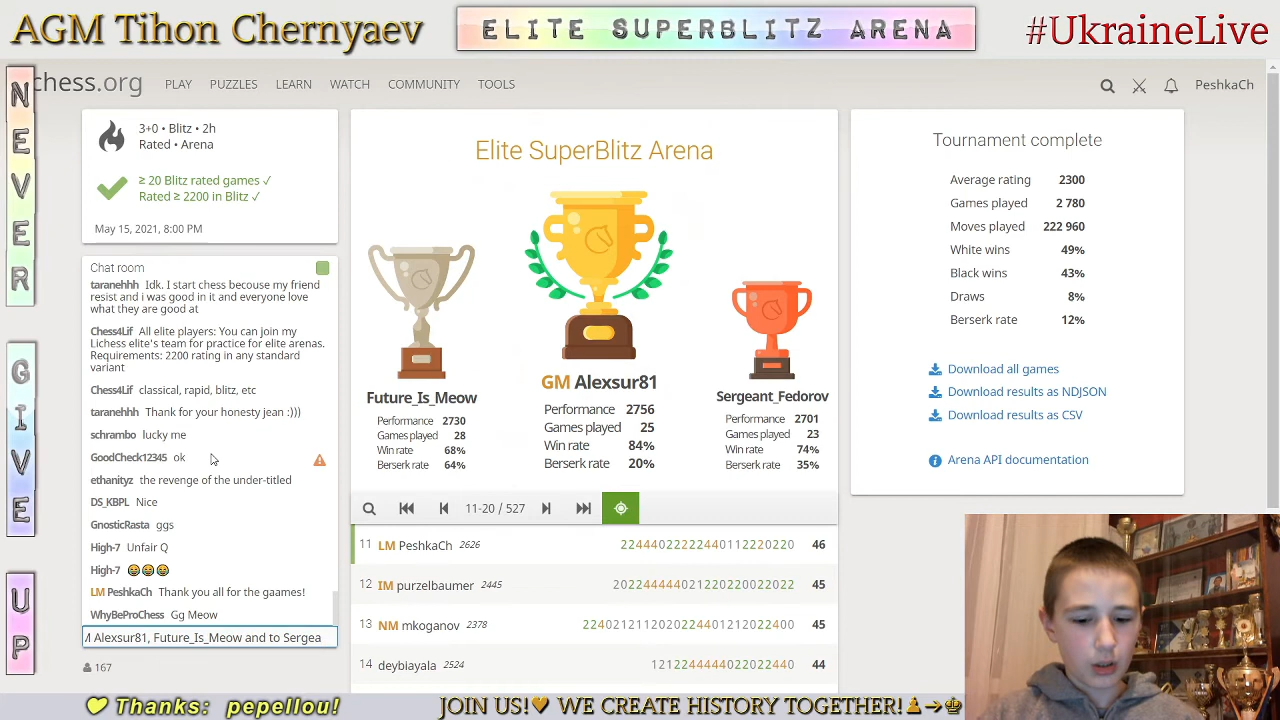 AGM Tihon Chernyaev
ELITE SUPERBLITZ ARENA
#UkraineLive
NEVER
GIVE
UP
chess.org
PLAY PUZZLES LEARN WATCH COMMUNITY TOOLS
PeshkaCh
3+0 • Blitz • 2h
Rated • Arena
≥ 20 Blitz rated games ✓
Rated ≥ 2200 in Blitz ✓
May 15, 2021, 8:00 PM
Chat room
taranehhh Idk. I start chess becouse my friend
resist and i was good in it and everyone love
what they are good at
Chess4Lif All elite players: You can join my
Lichess elite's team for practice for elite arenas.
Requirements: 2200 rating in any standard
variant
Chess4Lif classical, rapid, blitz, etc
taranehhh Thank for your honesty jean :)))
schrambo lucky me
GoodCheck12345 ok
ethanityz the revenge of the under-titled
DS_KBPL Nice
GnosticRasta ggs
High-7 Unfair Q
High-7 😂😂😂
LM PeshkaCh Thank you all for the gaames!
WhyBeProChess Gg Meow
Alexsur81, Future_Is_Meow and to Sergea
167
Elite SuperBlitz Arena
Future_Is_Meow
Performance 2730
Games played 28
Win rate 68%
Berserk rate 64%
GM Alexsur81
Performance 2756
Games played 25
Win rate 84%
Berserk rate 20%
Sergeant_Fedorov
Performance 2701
Games played 23
Win rate 74%
Berserk rate 35%
11-20 / 527
11 LM PeshkaCh 2626 22444022222440112220220 46
12 IM purzelbaumer 2445 2022444440212202202022 45
13 NM mkoganov 2378 224021211202022440121222400 45
14 deybiayala 2524 121224444402202244​0 44
Tournament complete
Average rating 2300
Games played 2 780
Moves played 222 960
White wins 49%
Black wins 43%
Draws 8%
Berserk rate 12%
Download all games
Download results as NDJSON
Download results as CSV
Arena API documentation
Thanks: pepellou!
JOIN US!♥ WE CREATE HISTORY TOGETHER!♟→♚